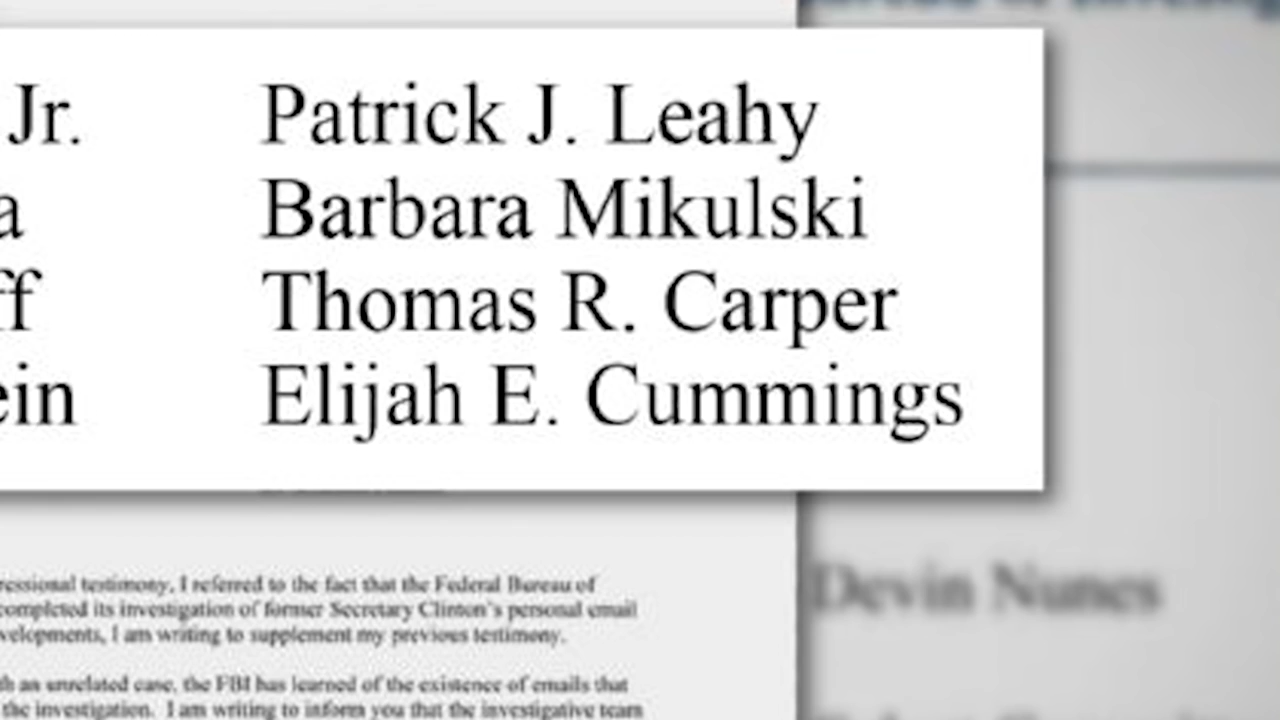 Jr.
Patrick J. Leahy
a
Barbara Mikulski
ff
Thomas R. Carper
ein
Elijah E. Cummings
ressional testimony, I referred to the fact that the Federal Bureau of
completed its investigation of former Secretary Clinton's personal email
velopments, I am writing to supplement my previous testimony.
th an unrelated case, the FBI has learned of the existence of emails that
the investigation. I am writing to inform you that the investigative team
Devin Nunes